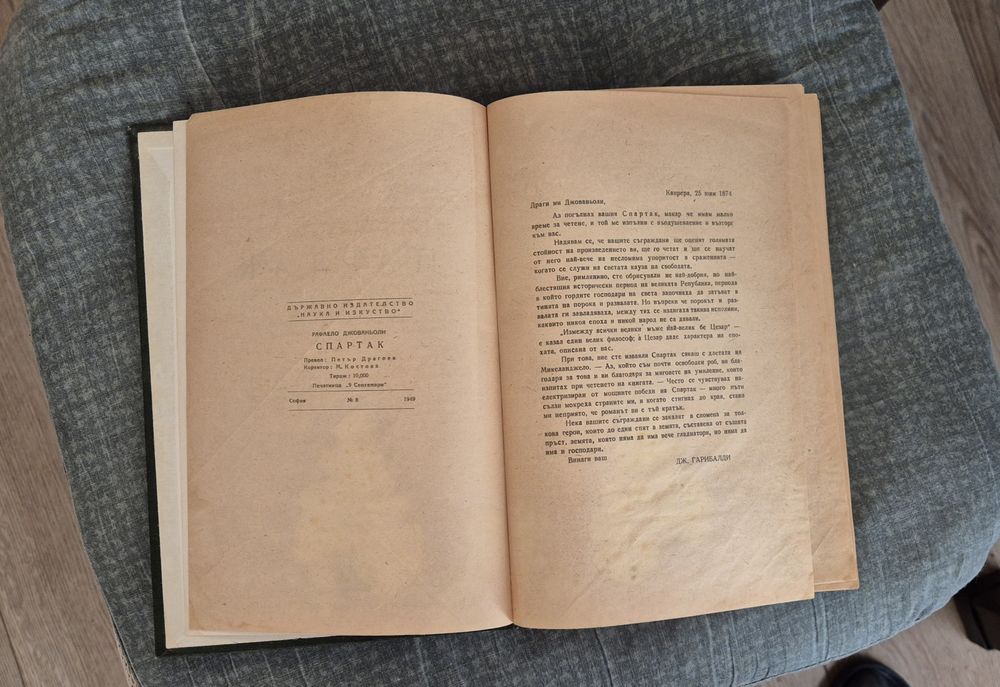 ДЪРЖАВНО ИЗДАТЕЛСТВО
„НАУКА И ИЗКУСТВО“
РАФАЕЛО ДЖОВАНЬОЛИ
СПАРТАК
Превел: Петър Драгоев
Коректор: М. Костова
Тираж: 10,000
Печатница „9 Септември“
София № 8 1949
Капрера, 25 юни 1874
Драги ми Джованьоли,
Аз погълнах вашия Спартак, макар че имам малко
време за четене, и той ме изпълни с въодушевление и възторг
към вас.
Надявам се, че вашите съграждани ще оценят голямата
стойност на произведението ви, ще го четат и ще се научат
от него най-вече на несломима упоритост в сраженията —
когато се служи на светата кауза на свободата.
Вие, римлянино, сте обрисували не най-добрия, но най-
блестящия исторически период на великата Република, периода
в който гордите господари на света започнаха да затъват в
тинята на порока и развалата. Но въпреки че порокът и раз-
валата ги завладяваха, между тях се издигаха такива исполини,
каквито никоя епоха и никой народ не са давали.
„Измежду всички велики мъже най-велик бе Цезар“ —
е казал един велик философ; а Цезар даде характера на епо-
хата, описана от вас.
При това, вие сте изваяли Спартак сякаш с длетата на
Микеланджело. — Аз, който съм почти освободен роб, ви бла-
годаря за това и ви благодаря за миговете на умиление, които
изпитах при четенето на книгата. — Често се чувствувах на-
електризиран от мощните победи на Спартак — много пъти
сълзи мокреха страните ми, и когато стигнах до края, стана
ми неприято, че романът ви е тъй кратък.
Нека вашите съграждани се закалят в спомена за тол-
кова герои, които до един спят в земята, съставена от същата
пръст, земята, която няма да има вече гладиатори, но няма да
има и господари.
Винаги ваш
ДЖ. ГАРИБАЛДИ